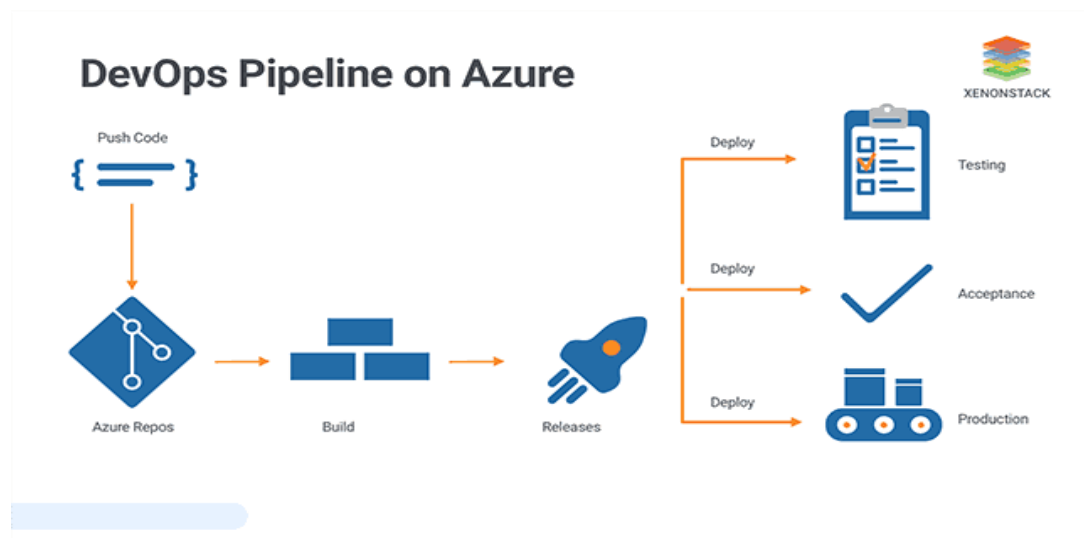 DevOps Pipeline on Azure
XENONSTACK
Push Code
Deploy
Testing
Deploy
Acceptance
Azure Repos
Build
Releases
Deploy
Production